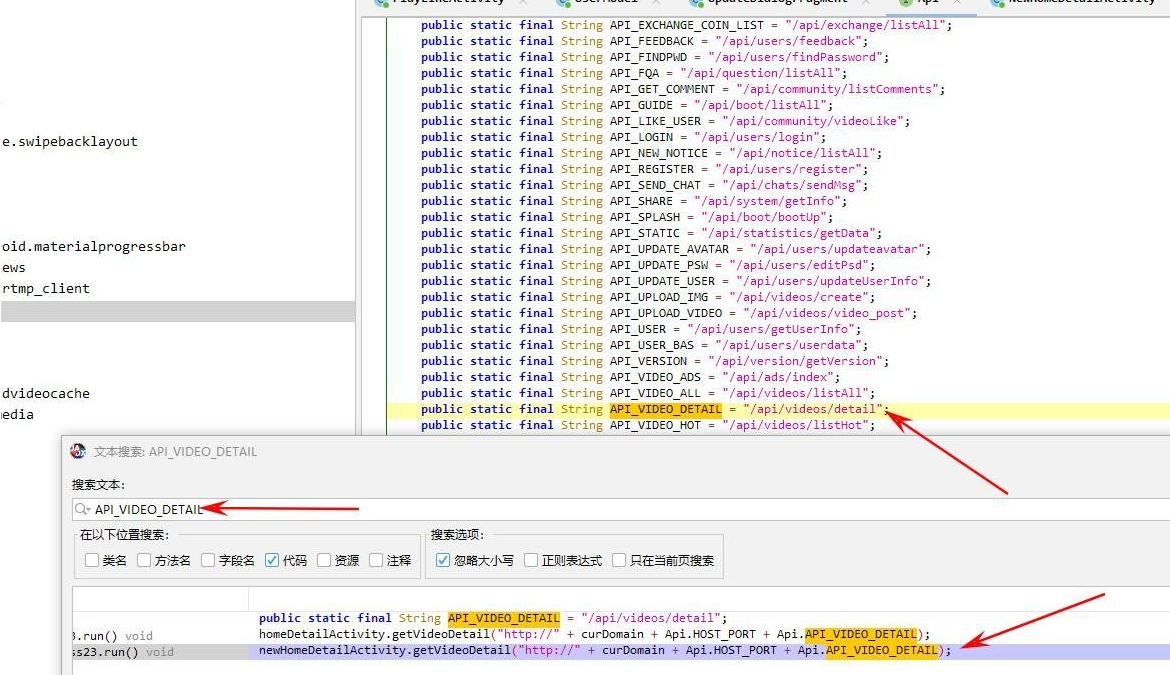 PlayLineActivity UserModel UpdateDialogFragment Api NewHomeDetailActivity
public static final String API_EXCHANGE_COIN_LIST = "/api/exchange/listAll";
public static final String API_FEEDBACK = "/api/users/feedback";
public static final String API_FINDPWD = "/api/users/findPassword";
public static final String API_FQA = "/api/question/listAll";
public static final String API_GET_COMMENT = "/api/community/listComments";
public static final String API_GUIDE = "/api/boot/listAll";
public static final String API_LIKE_USER = "/api/community/videoLike";
public static final String API_LOGIN = "/api/users/login";
e.swipebacklayout
public static final String API_NEW_NOTICE = "/api/notice/listAll";
public static final String API_REGISTER = "/api/users/register";
public static final String API_SEND_CHAT = "/api/chats/sendMsg";
public static final String API_SHARE = "/api/system/getInfo";
public static final String API_SPLASH = "/api/boot/bootUp";
public static final String API_STATIC = "/api/statistics/getData";
public static final String API_UPDATE_AVATAR = "/api/users/updateavatar";
oid.materialprogressbar
public static final String API_UPDATE_PSW = "/api/users/editPsd";
ews
public static final String API_UPDATE_USER = "/api/users/updateUserInfo";
rtmp_client
public static final String API_UPLOAD_IMG = "/api/videos/create";
public static final String API_UPLOAD_VIDEO = "/api/videos/video_post";
public static final String API_USER = "/api/users/getUserInfo";
public static final String API_USER_BAS = "/api/users/userdata";
public static final String API_VERSION = "/api/version/getVersion";
public static final String API_VIDEO_ADS = "/api/ads/index";
public static final String API_VIDEO_ALL = "/api/videos/listAll";
dvideocache
public static final String API_VIDEO_DETAIL = "/api/videos/detail";
edia
public static final String API_VIDEO_HOT = "/api/videos/listHot";
文本搜索: API_VIDEO_DETAIL
搜索文本:
API_VIDEO_DETAIL
在以下位置搜索: 搜索选项:
类名 方法名 字段名 代码 资源 注释 忽略大小写 正则表达式 只在当前页搜索
public static final String API_VIDEO_DETAIL = "/api/videos/detail";
3.run() void homeDetailActivity.getVideoDetail("http://" + curDomain + Api.HOST_PORT + Api.API_VIDEO_DETAIL);
ss23.run() void newHomeDetailActivity.getVideoDetail("http://" + curDomain + Api.HOST_PORT + Api.API_VIDEO_DETAIL);